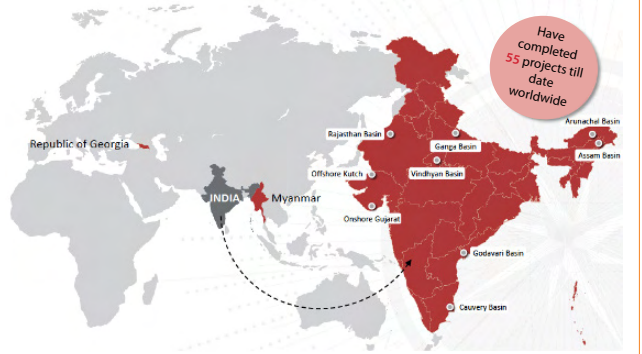 Have
completed
55 projects till
date
worldwide
Arunachal Basin
Rajasthan Basin
Ganga Basin
Assam Basin
Republic of Georgia
Offshore Kutch
Vindhyan Basin
INDIA
Myanmar
Onshore Gujarat
Godavari Basin
Cauvery Basin